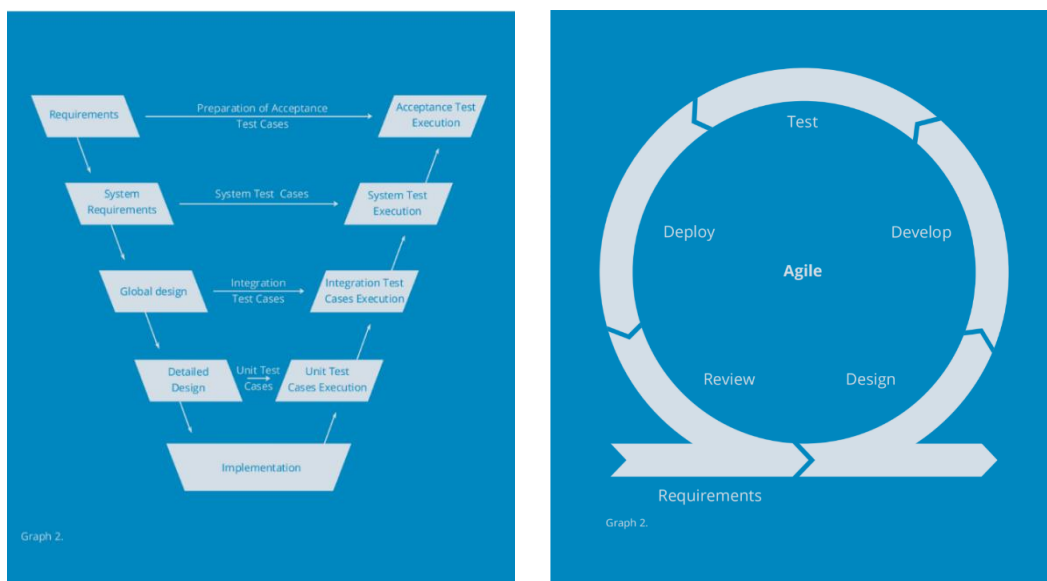 Requirements
Preparation of Acceptance
Test Cases
Acceptance Test
Execution
System
Requirements
System Test Cases
System Test
Execution
Global design
Integration
Test Cases
Integration Test
Cases Execution
Detailed
Design
Unit Test
Cases
Unit Test
Cases Execution
Implementation
Graph 2.
Test
Deploy
Develop
Agile
Review
Design
Requirements
Graph 2.